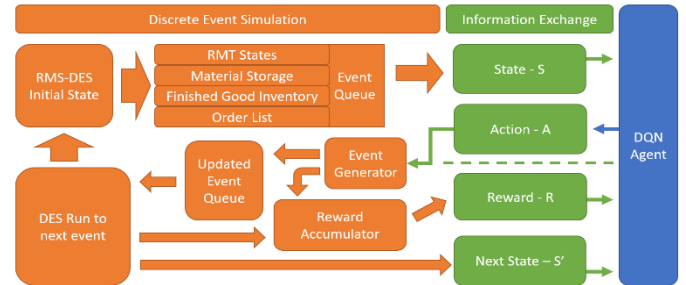 Discrete Event Simulation
Information Exchange
RMS-DES
Initial State
RMT States
Material Storage
Finished Good Inventory
Order List
Event
Queue
State - S
Action - A
DQN
Agent
Updated
Event
Queue
Event
Generator
DES Run to
next event
Reward
Accumulator
Reward - R
Next State – S’